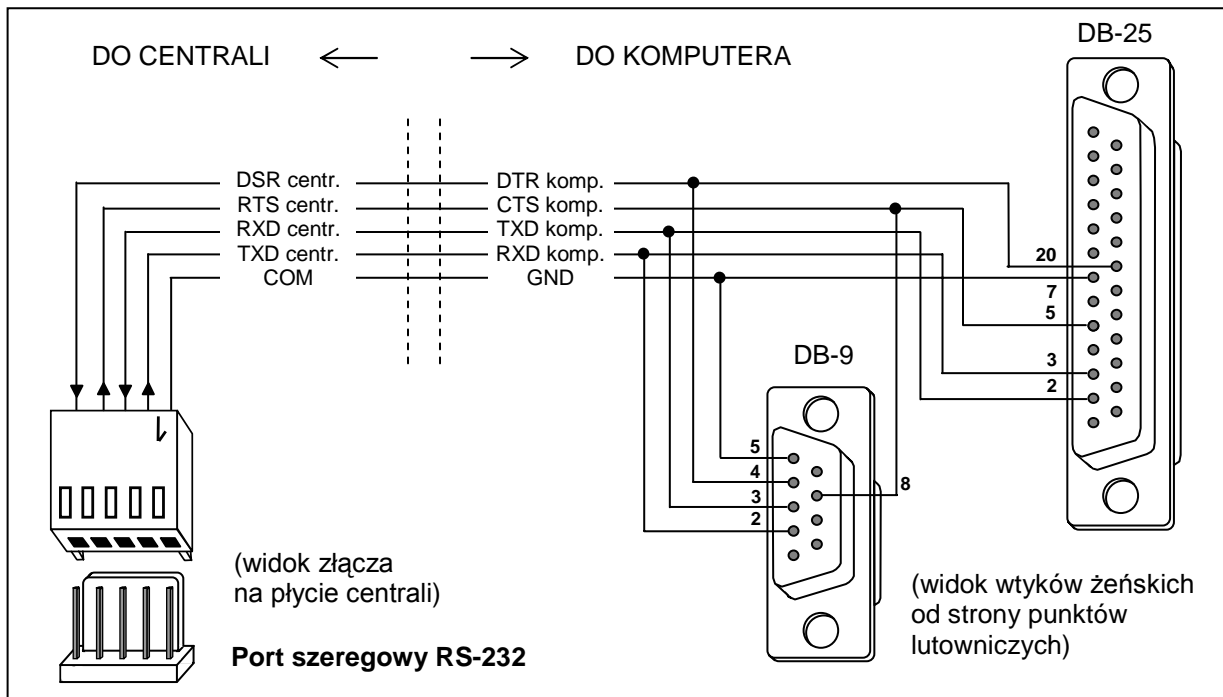 DB-25
DO CENTRALI
DO KOMPUTERA
DSR centr.
DTR komp.
RTS centr.
CTS komp.
RXD centr.
TXD komp.
TXD centr.
RXD komp.
COM
GND
20
7
5
3
2
DB-9
5
4
3
2
8
(widok złącza
na płycie centrali)
Port szeregowy RS-232
(widok wtyków żeńskich
od strony punktów
lutowniczych)